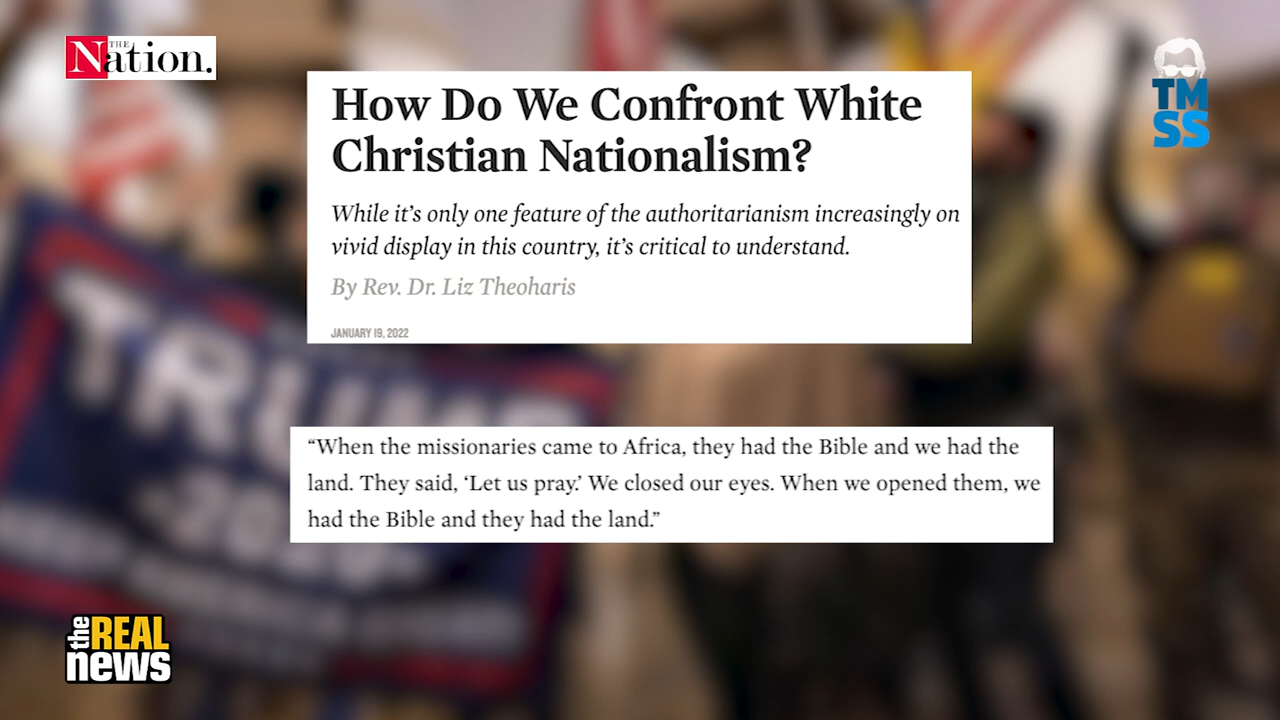 THE
Nation.
TM
SS
How Do We Confront White
Christian Nationalism?
While it’s only one feature of the authoritarianism increasingly on
vivid display in this country, it’s critical to understand.
By Rev. Dr. Liz Theoharis
JANUARY 19, 2022
TRUMP
“When the missionaries came to Africa, they had the Bible and we had the
land. They said, ‘Let us pray.’ We closed our eyes. When we opened them, we
had the Bible and they had the land.”
the REAL
news